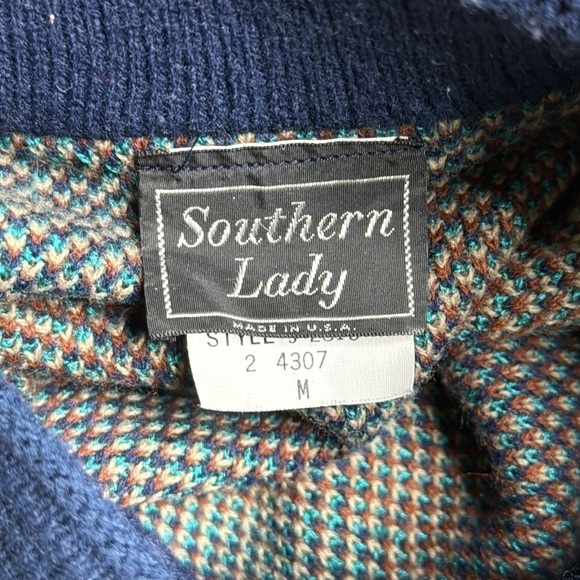 Southern
Lady
MADE IN U.S.A.
STYLE
2 4307
M